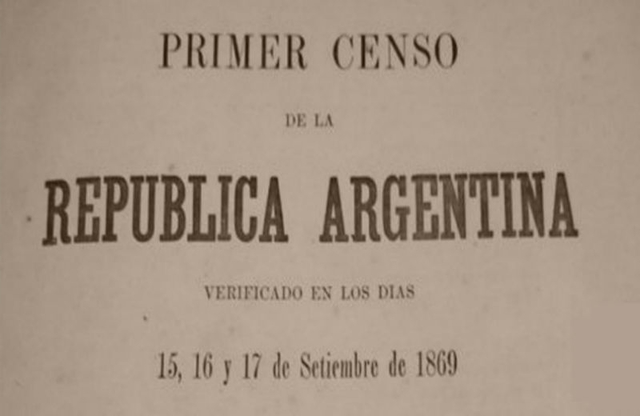 PRIMER CENSO
DE LA
REPUBLICA ARGENTINA
VERIFICADO EN LOS DIAS
15, 16 y 17 de Setiembre de 1869